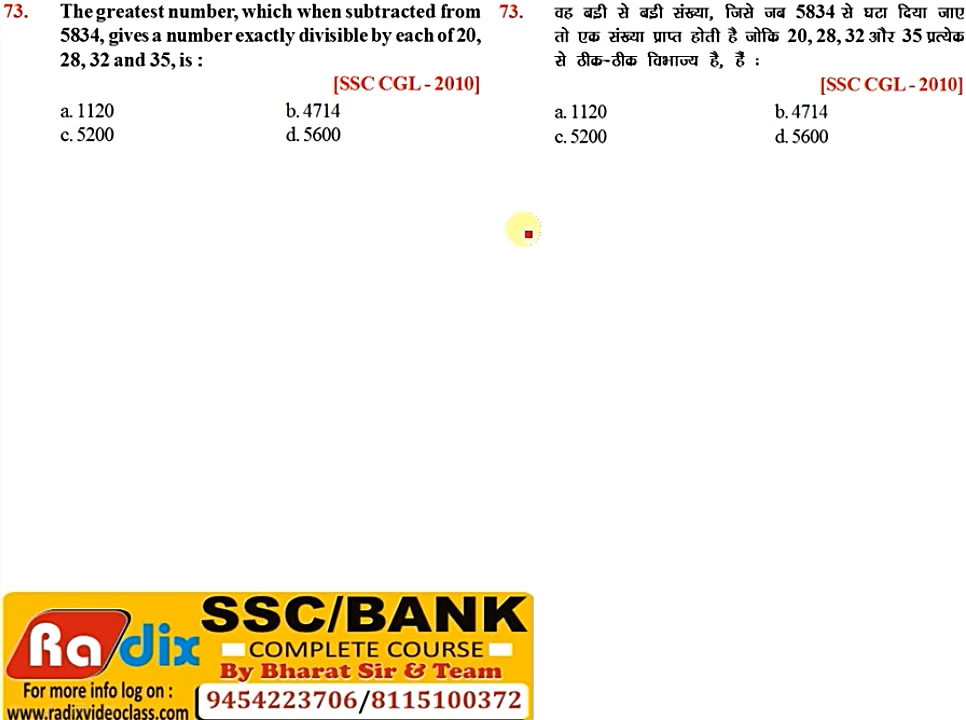 73. The greatest number, which when subtracted from
5834, gives a number exactly divisible by each of 20,
28, 32 and 35, is :
[SSC CGL - 2010]
a. 1120 b. 4714
c. 5200 d. 5600
73. वह बड़ी से बड़ी संख्या, जिसे जब 5834 से घटा दिया जाए
तो एक संख्या प्राप्त होती है जोकि 20, 28, 32 और 35 प्रत्येक
से ठीक-ठीक विभाज्य है, हैं :
[SSC CGL - 2010]
a. 1120 b. 4714
c. 5200 d. 5600
Radix
SSC/BANK
COMPLETE COURSE
By Bharat Sir & Team
For more info log on :
www.radixvideoclass.com
9454223706/8115100372